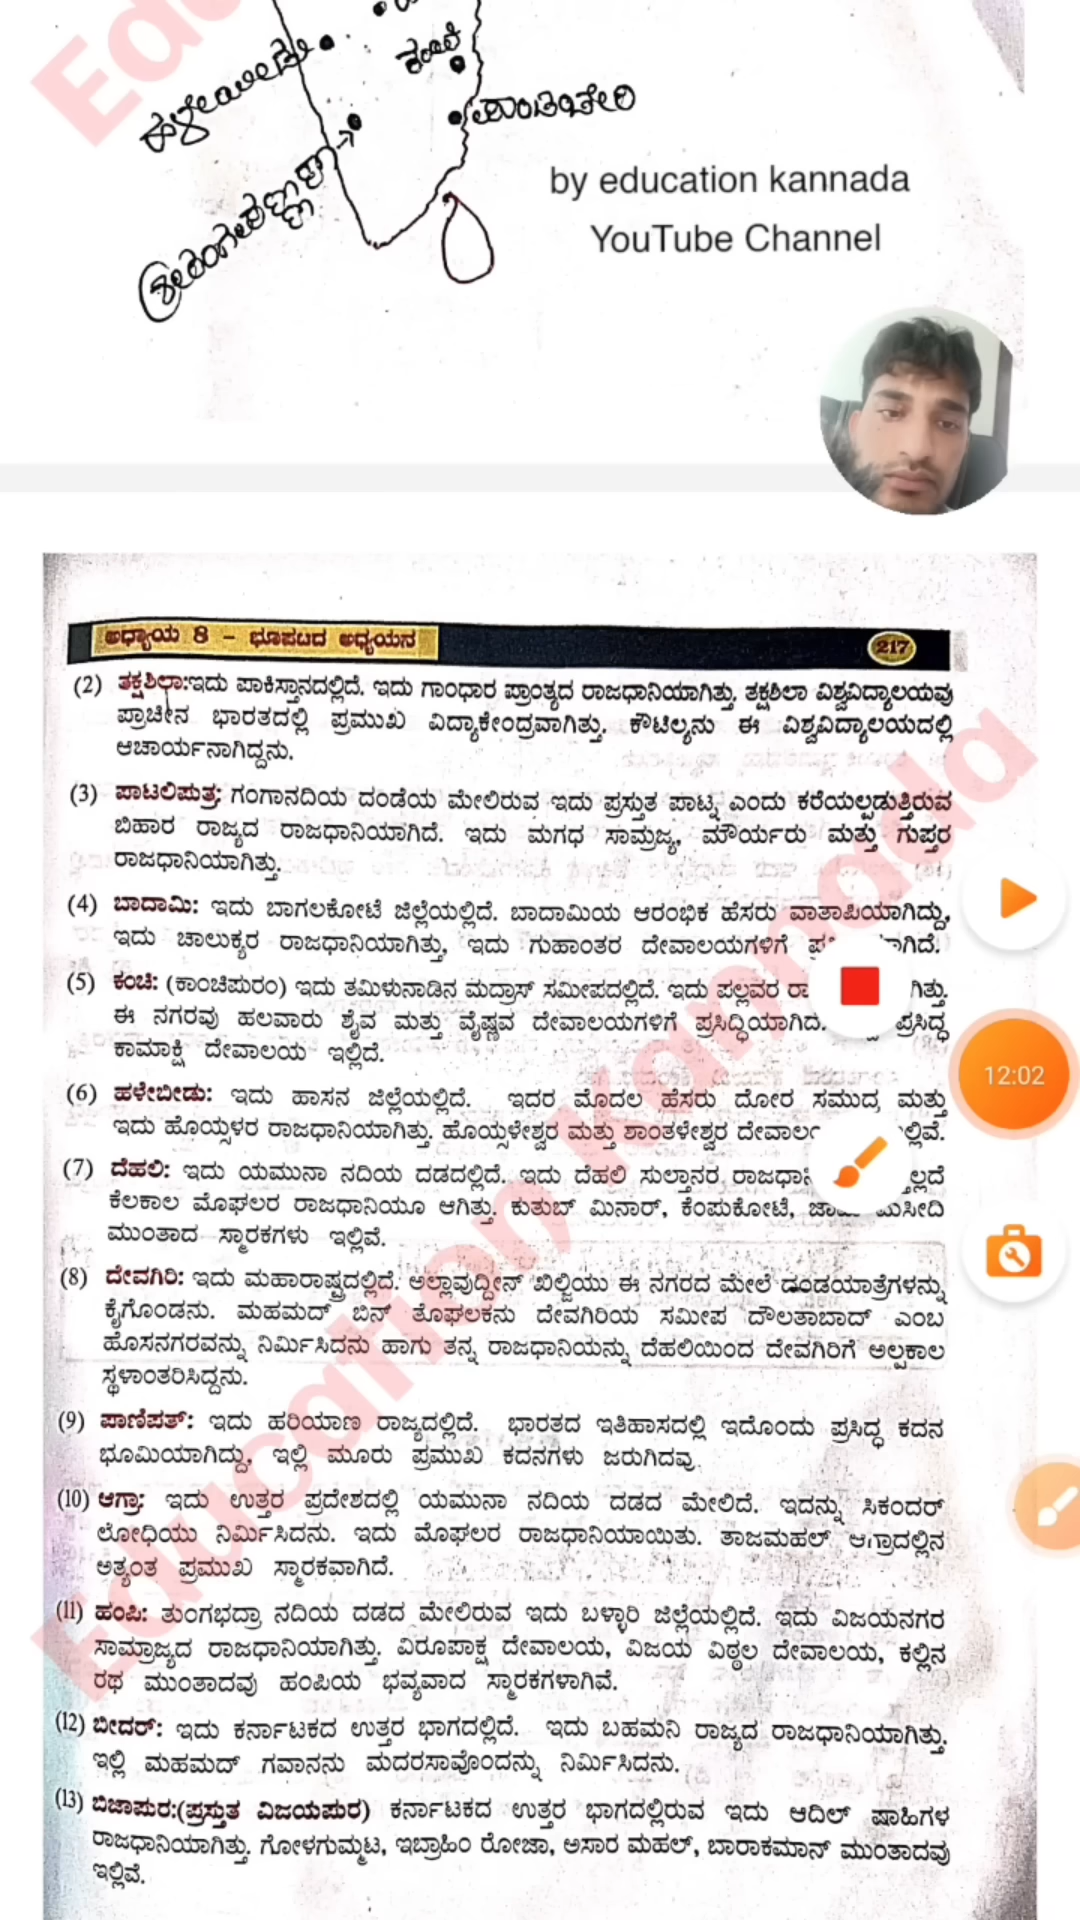 ಕಂಚಿ
ಹಳೇಬೀಡು
ಪಾಂಡಿಚೇರಿ
ಶ್ರೀರಂಗಪಟ್ಟಣ
by education kannada
YouTube Channel
ಅಧ್ಯಾಯ 8 – ಭೂಪಟದ ಅಧ್ಯಯನ 217
(2) ತಕ್ಷಶಿಲಾ:ಇದು ಪಾಕಿಸ್ತಾನದಲ್ಲಿದೆ. ಇದು ಗಾಂಧಾರ ಪ್ರಾಂತ್ಯದ ರಾಜಧಾನಿಯಾಗಿತ್ತು. ತಕ್ಷಶಿಲಾ ವಿಶ್ವವಿದ್ಯಾಲಯವು
ಪ್ರಾಚೀನ ಭಾರತದಲ್ಲಿ ಪ್ರಮುಖ ವಿದ್ಯಾಕೇಂದ್ರವಾಗಿತ್ತು. ಕೌಟಿಲ್ಯನು ಈ ವಿಶ್ವವಿದ್ಯಾಲಯದಲ್ಲಿ
ಆಚಾರ್ಯನಾಗಿದ್ದನು.
(3) ಪಾಟಲಿಪುತ್ರ: ಗಂಗಾನದಿಯ ದಂಡೆಯ ಮೇಲಿರುವ ಇದು ಪ್ರಸ್ತುತ ಪಾಟ್ನ ಎಂದು ಕರೆಯಲ್ಪಡುತ್ತಿರುವ
ಬಿಹಾರ ರಾಜ್ಯದ ರಾಜಧಾನಿಯಾಗಿದೆ. ಇದು ಮಗಧ ಸಾಮ್ರಜ್ಯ, ಮೌರ್ಯರು ಮತ್ತು ಗುಪ್ತರ
ರಾಜಧಾನಿಯಾಗಿತ್ತು.
(4) ಬಾದಾಮಿ: ಇದು ಬಾಗಲಕೋಟೆ ಜಿಲ್ಲೆಯಲ್ಲಿದೆ. ಬಾದಾಮಿಯ ಆರಂಭಿಕ ಹೆಸರು ವಾತಾಪಿಯಾಗಿದ್ದು,
ಇದು ಚಾಲುಕ್ಯರ ರಾಜಧಾನಿಯಾಗಿತ್ತು, ಇದು ಗುಹಾಂತರ ದೇವಾಲಯಗಳಿಗೆ
(5) ಕಂಚಿ: (ಕಾಂಚಿಪುರಂ) ಇದು ತಮಿಳುನಾಡಿನ ಮದ್ರಾಸ್ ಸಮೀಪದಲ್ಲಿದೆ. ಇದು ಪಲ್ಲವರ
ಈ ನಗರವು ಹಲವಾರು ಶೈವ ಮತ್ತು ವೈಷ್ಣವ ದೇವಾಲಯಗಳಿಗೆ ಪ್ರಸಿದ್ಧಿಯಾಗಿದೆ. ಪ್ರಸಿದ್ಧ
ಕಾಮಾಕ್ಷಿ ದೇವಾಲಯ ಇಲ್ಲಿದೆ.
(6) ಹಳೇಬೀಡು: ಇದು ಹಾಸನ ಜಿಲ್ಲೆಯಲ್ಲಿದೆ. ಇದರ ಮೊದಲ ಹೆಸರು ದೋರ ಸಮುದ್ರ ಮತ್ತು
ಇದು ಹೊಯ್ಸಳರ ರಾಜಧಾನಿಯಾಗಿತ್ತು. ಹೊಯ್ಸಳೇಶ್ವರ ಮತ್ತು ಶಾಂತಳೇಶ್ವರ
(7) ದೆಹಲಿ: ಇದು ಯಮುನಾ ನದಿಯ ದಡದಲ್ಲಿದೆ. ಇದು ದೆಹಲಿ ಸುಲ್ತಾನರ
ಕೆಲಕಾಲ ಮೊಘಲರ ರಾಜಧಾನಿಯೂ ಆಗಿತ್ತು. ಕುತುಬ್ ಮಿನಾರ್, ಕೆಂಪುಕೋಟೆ, ಮಸೀದಿ
ಮುಂತಾದ ಸ್ಮಾರಕಗಳು ಇಲ್ಲಿವೆ.
(8) ದೇವಗಿರಿ: ಇದು ಮಹಾರಾಷ್ಟ್ರದಲ್ಲಿದೆ. ಅಲ್ಲಾವುದ್ದೀನ್ ಖಿಲ್ಜಿಯು ಈ ನಗರದ ಮೇಲೆ ದಂಡಯಾತ್ರೆಗಳನ್ನು
ಕೈಗೊಂಡನು. ಮಹಮದ್ ಬಿನ್ ತೊಘಲಕನು ದೇವಗಿರಿಯ ಸಮೀಪ ದೌಲತಾಬಾದ್ ಎಂಬ
ಹೊಸನಗರವನ್ನು ನಿರ್ಮಿಸಿದನು ಹಾಗು ತನ್ನ ರಾಜಧಾನಿಯನ್ನು ದೆಹಲಿಯಿಂದ ದೇವಗಿರಿಗೆ ಅಲ್ಪಕಾಲ
ಸ್ಥಳಾಂತರಿಸಿದ್ದನು.
(9) ಪಾಣಿಪತ್: ಇದು ಹರಿಯಾಣ ರಾಜ್ಯದಲ್ಲಿದೆ. ಭಾರತದ ಇತಿಹಾಸದಲ್ಲಿ ಇದೊಂದು ಪ್ರಸಿದ್ಧ ಕದನ
ಭೂಮಿಯಾಗಿದ್ದು, ಇಲ್ಲಿ ಮೂರು ಪ್ರಮುಖ ಕದನಗಳು ಜರುಗಿದವು.
(10) ಆಗ್ರಾ: ಇದು ಉತ್ತರ ಪ್ರದೇಶದಲ್ಲಿ ಯಮುನಾ ನದಿಯ ದಡದ ಮೇಲಿದೆ. ಇದನ್ನು ಸಿಕಂದರ್
ಲೋಧಿಯು ನಿರ್ಮಿಸಿದನು. ಇದು ಮೊಘಲರ ರಾಜಧಾನಿಯಾಯಿತು. ತಾಜಮಹಲ್ ಆಗ್ರಾದಲ್ಲಿನ
ಅತ್ಯಂತ ಪ್ರಮುಖ ಸ್ಮಾರಕವಾಗಿದೆ.
(11) ಹಂಪಿ: ತುಂಗಭದ್ರಾ ನದಿಯ ದಡದ ಮೇಲಿರುವ ಇದು ಬಳ್ಳಾರಿ ಜಿಲ್ಲೆಯಲ್ಲಿದೆ. ಇದು ವಿಜಯನಗರ
ಸಾಮ್ರಾಜ್ಯದ ರಾಜಧಾನಿಯಾಗಿತ್ತು. ವಿರೂಪಾಕ್ಷ ದೇವಾಲಯ, ವಿಜಯ ವಿಠ್ಠಲ ದೇವಾಲಯ, ಕಲ್ಲಿನ
ರಥ ಮುಂತಾದವು ಹಂಪಿಯ ಭವ್ಯವಾದ ಸ್ಮಾರಕಗಳಾಗಿವೆ.
(12) ಬೀದರ್: ಇದು ಕರ್ನಾಟಕದ ಉತ್ತರ ಭಾಗದಲ್ಲಿದೆ. ಇದು ಬಹಮನಿ ರಾಜ್ಯದ ರಾಜಧಾನಿಯಾಗಿತ್ತು.
ಇಲ್ಲಿ ಮಹಮದ್ ಗವಾನನು ಮದರಸಾವೊಂದನ್ನು ನಿರ್ಮಿಸಿದನು.
(13) ಬಿಜಾಪುರ:(ಪ್ರಸ್ತುತ ವಿಜಯಪುರ) ಕರ್ನಾಟಕದ ಉತ್ತರ ಭಾಗದಲ್ಲಿರುವ ಇದು ಆದಿಲ್ ಷಾಹಿಗಳ
ರಾಜಧಾನಿಯಾಗಿತ್ತು. ಗೋಳಗುಮ್ಮಟ, ಇಬ್ರಾಹಿಂ ರೋಜಾ, ಅಸಾರ ಮಹಲ್, ಬಾರಾಕಮಾನ್ ಮುಂತಾದವು
ಇಲ್ಲಿವೆ.
12:02
Education Kannada